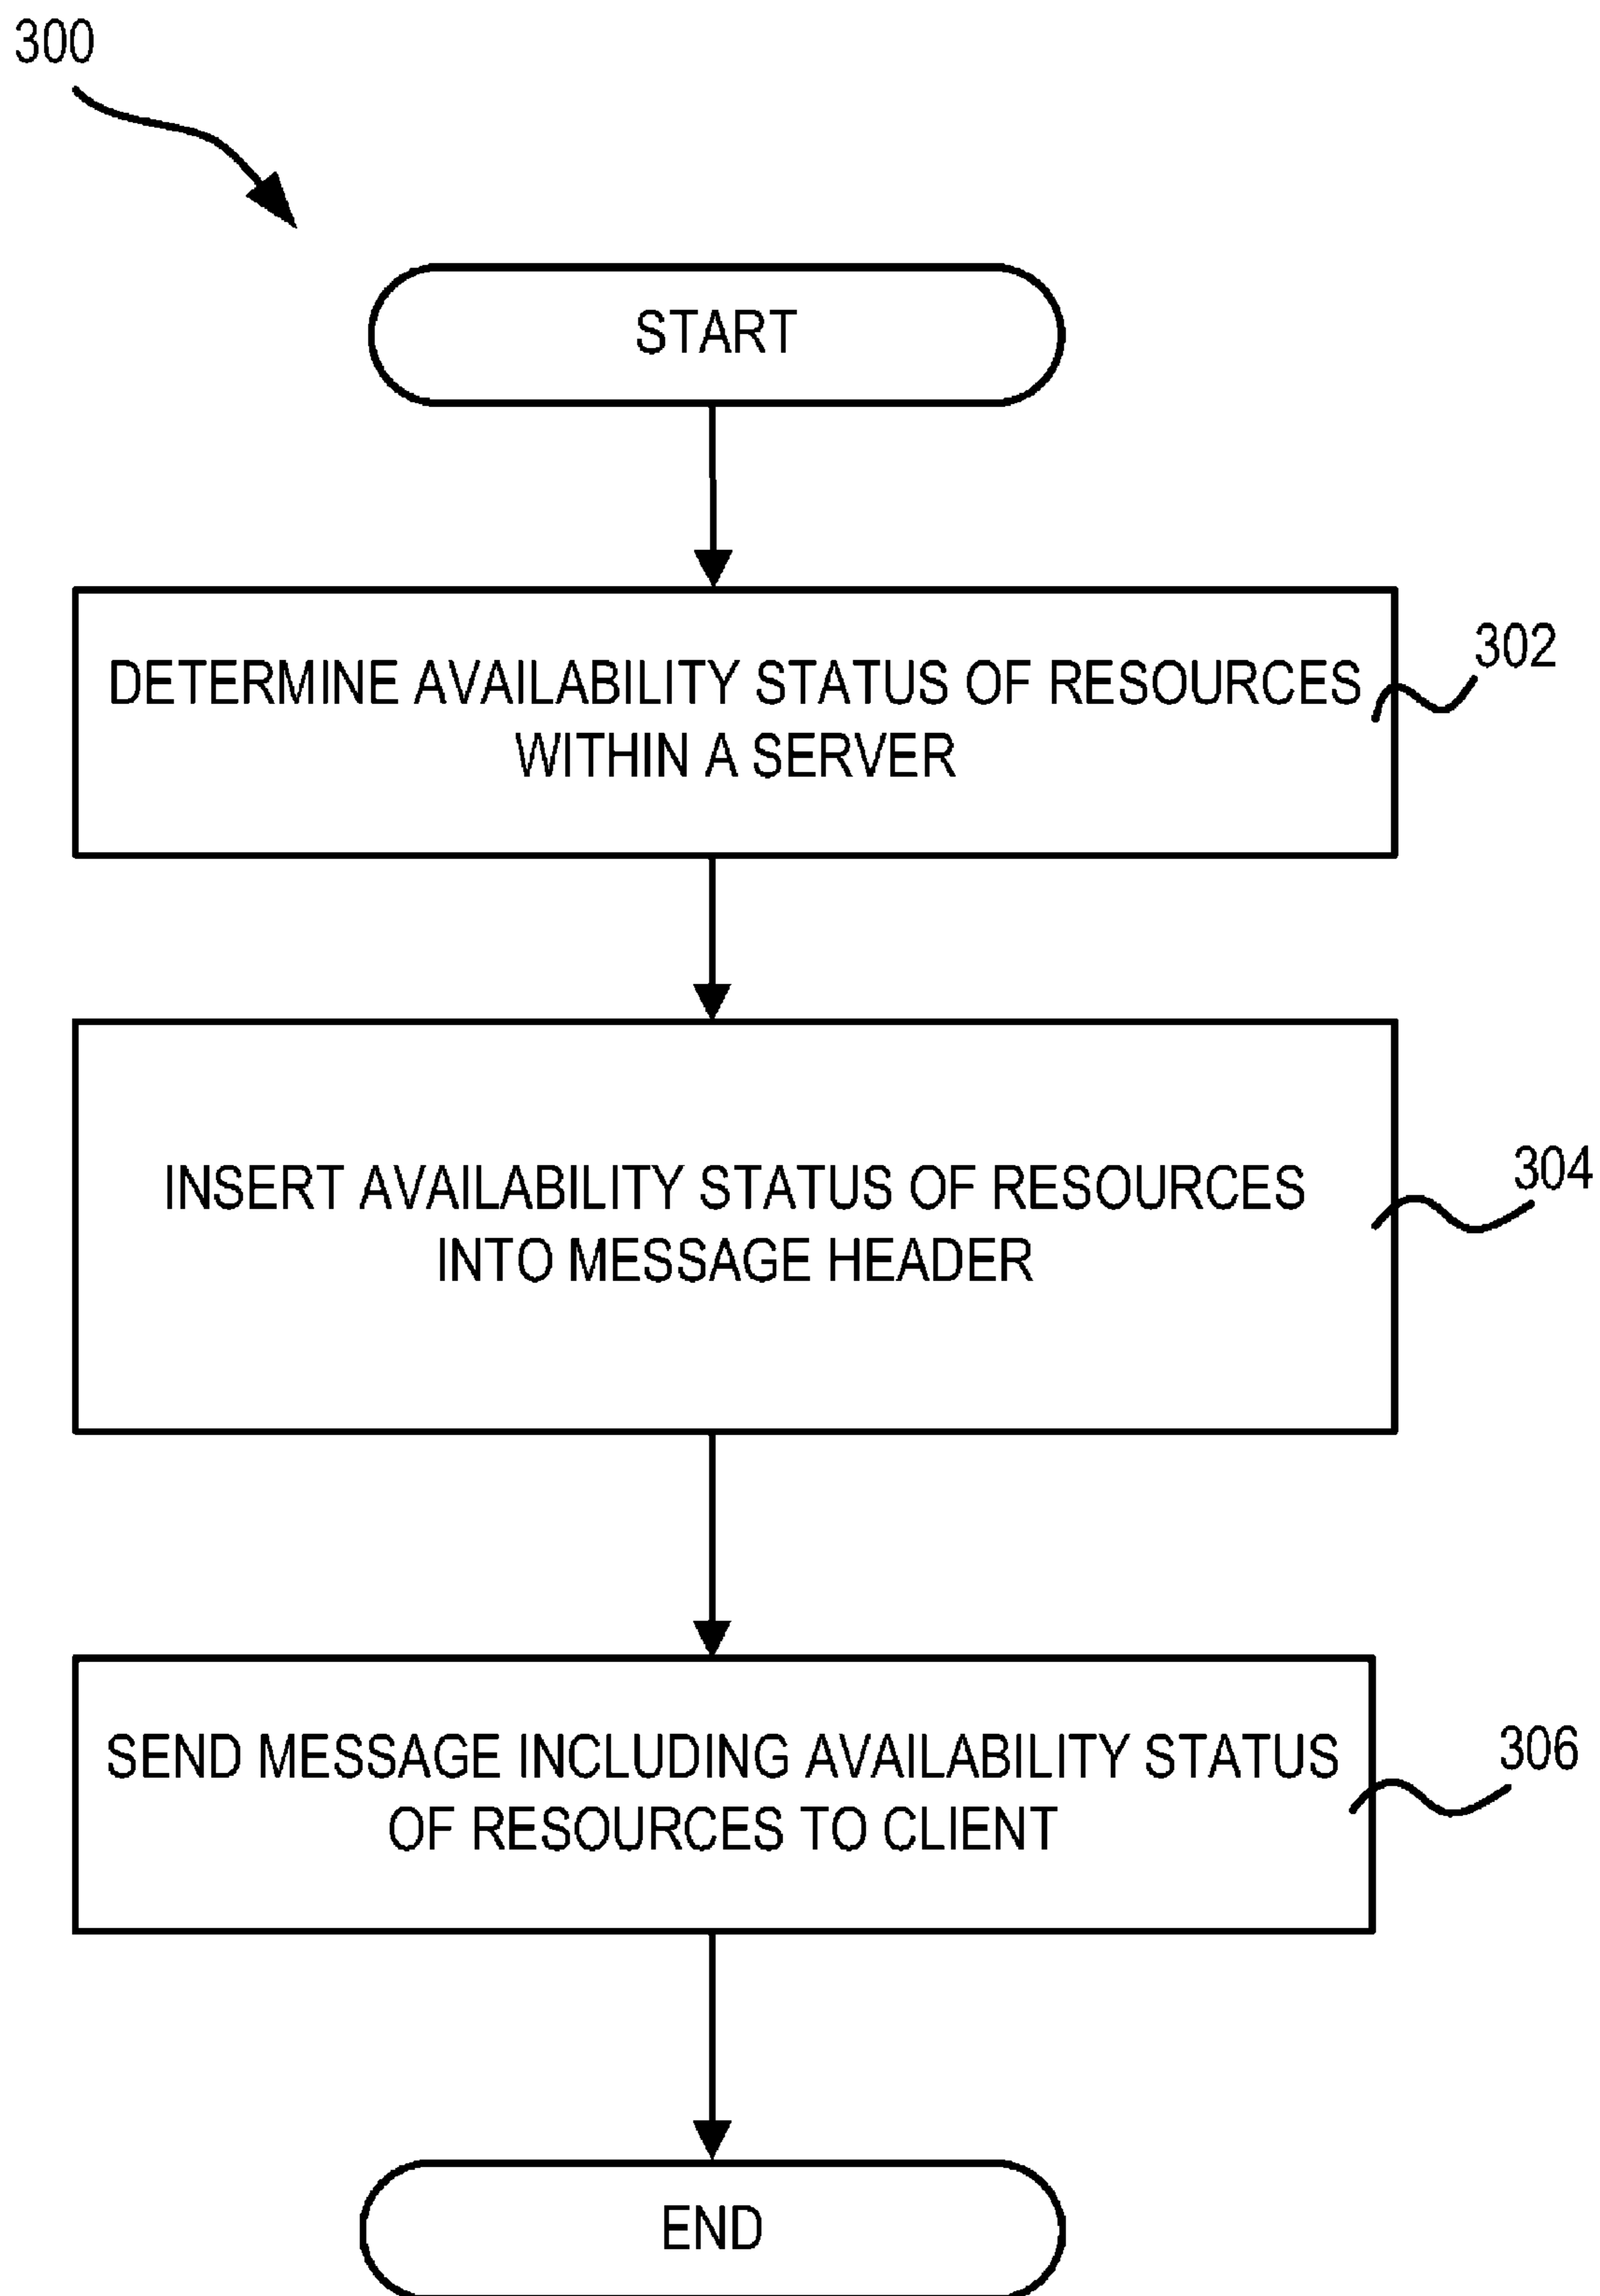 300
START
DETERMINE AVAILABILITY STATUS OF RESOURCES
WITHIN A SERVER
302
INSERT AVAILABILITY STATUS OF RESOURCES
INTO MESSAGE HEADER
304
SEND MESSAGE INCLUDING AVAILABILITY STATUS
OF RESOURCES TO CLIENT
306
END